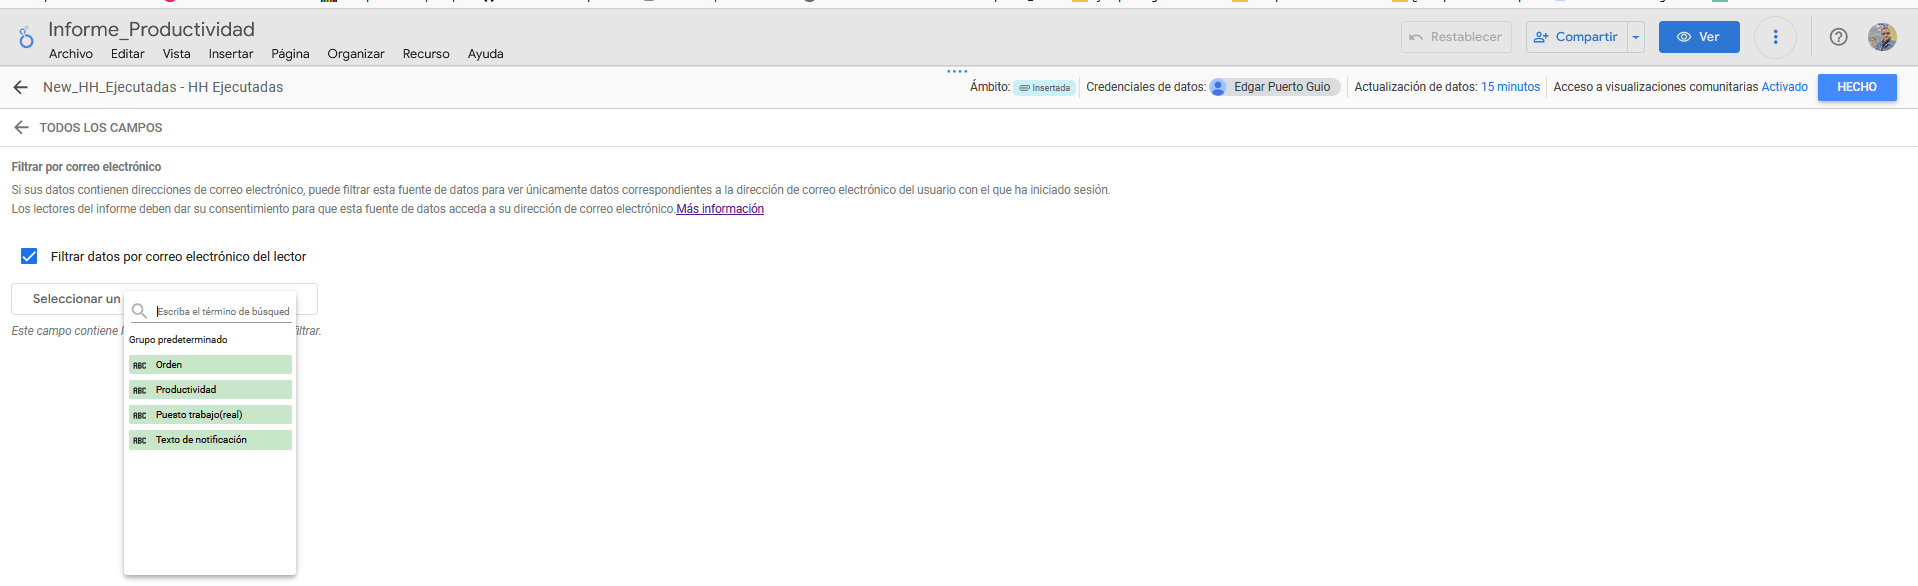 Informe_Productividad
Archivo Editar Vista Insertar Página Organizar Recurso Ayuda
Restablecer Compartir Ver
New_HH_Ejecutadas - HH Ejecutadas
Ámbito: Insertada Credenciales de datos: Edgar Puerto Guio Actualización de datos: 15 minutos Acceso a visualizaciones comunitarias Activado HECHO
TODOS LOS CAMPOS
Filtrar por correo electrónico
Si sus datos contienen direcciones de correo electrónico, puede filtrar esta fuente de datos para ver únicamente datos correspondientes a la dirección de correo electrónico del usuario con el que ha iniciado sesión.
Los lectores del informe deben dar su consentimiento para que esta fuente de datos acceda a su dirección de correo electrónico.Más información
Filtrar datos por correo electrónico del lector
Seleccionar un
Escriba el término de búsqued
Este campo contiene filtrar.
Grupo predeterminado
ABC Orden
ABC Productividad
ABC Puesto trabajo(real)
ABC Texto de notificación